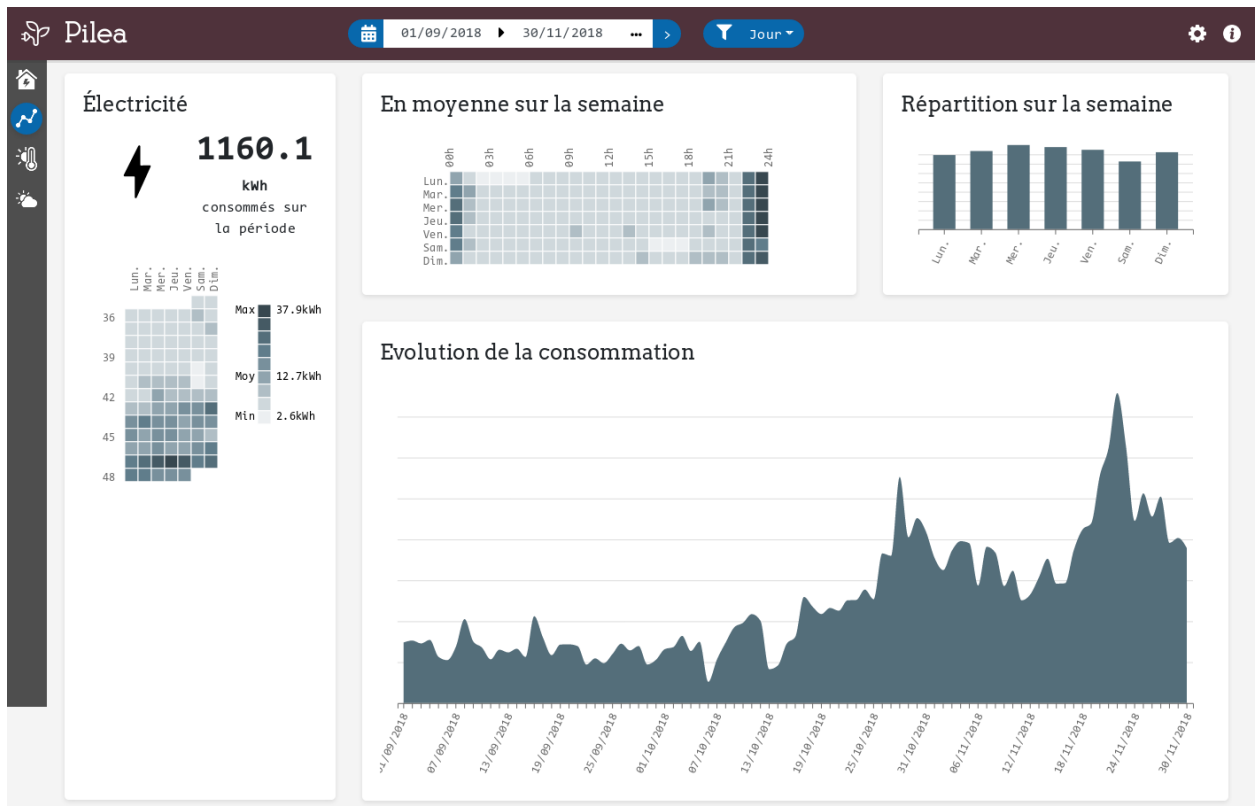 Pilea
01/09/2018 30/11/2018 ... >
Jour
Électricité
1160.1
kWh
consommés sur
la période
Lun. Mar. Mer. Jeu. Ven. Sam. Dim.
36
39
42
45
48
Max 37.9kWh
Moy 12.7kWh
Min 2.6kWh
En moyenne sur la semaine
00h 03h 06h 09h 12h 15h 18h 21h 24h
Lun.
Mar.
Mer.
Jeu.
Ven.
Sam.
Dim.
Répartition sur la semaine
Lun. Mar. Mer. Jeu. Ven. Sam. Dim.
Evolution de la consommation
1/09/2018 07/09/2018 13/09/2018 19/09/2018 25/09/2018 01/10/2018 07/10/2018 13/10/2018 19/10/2018 25/10/2018 31/10/2018 06/11/2018 12/11/2018 18/11/2018 24/11/2018 30/11/2018